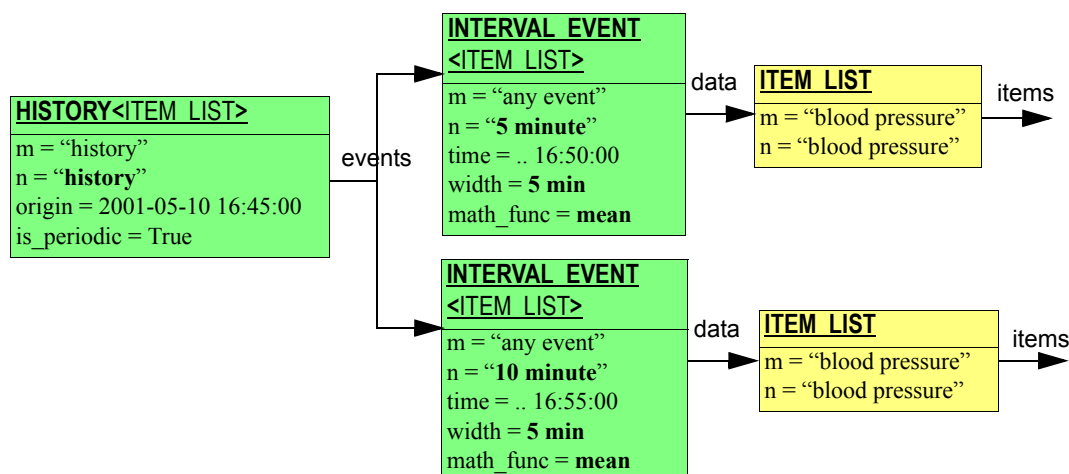 HISTORY<ITEM_LIST>
m = “history”
n = “history”
origin = 2001-05-10 16:45:00
is_periodic = True
events
INTERVAL_EVENT
<ITEM_LIST>
m = “any event”
n = “5 minute”
time = .. 16:50:00
width = 5 min
math_func = mean
data
ITEM_LIST
m = “blood pressure”
n = “blood pressure”
items
INTERVAL_EVENT
<ITEM_LIST>
m = “any event”
n = “10 minute”
time = .. 16:55:00
width = 5 min
math_func = mean
data
ITEM_LIST
m = “blood pressure”
n = “blood pressure”
items